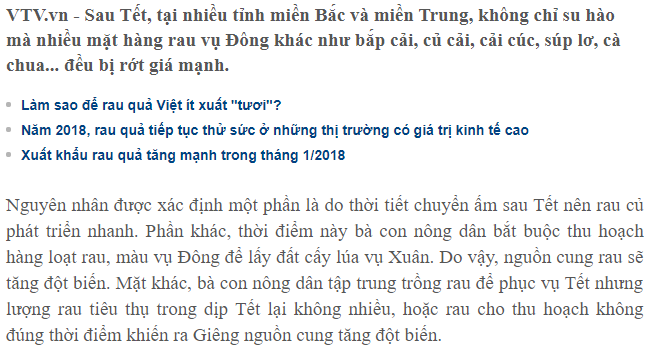 VTV.vn - Sau Tết, tại nhiều tỉnh miền Bắc và miền Trung, không chỉ su hào
mà nhiều mặt hàng rau vụ Đông khác như bắp cải, củ cải, cải cúc, súp lơ, cà
chua... đều bị rớt giá mạnh.
Làm sao để rau quả Việt ít xuất "tươi"?
Năm 2018, rau quả tiếp tục thử sức ở những thị trường có giá trị kinh tế cao
Xuất khẩu rau quả tăng mạnh trong tháng 1/2018
Nguyên nhân được xác định một phần là do thời tiết chuyển ấm sau Tết nên rau củ
phát triển nhanh. Phần khác, thời điểm này bà con nông dân bắt buộc thu hoạch
hàng loạt rau, màu vụ Đông để lấy đất cấy lúa vụ Xuân. Do vậy, nguồn cung rau sẽ
tăng đột biến. Mặt khác, bà con nông dân tập trung trồng rau để phục vụ Tết nhưng
lượng rau tiêu thụ trong dịp Tết lại không nhiều, hoặc rau cho thu hoạch không
đúng thời điểm khiến ra Giêng nguồn cung tăng đột biến.